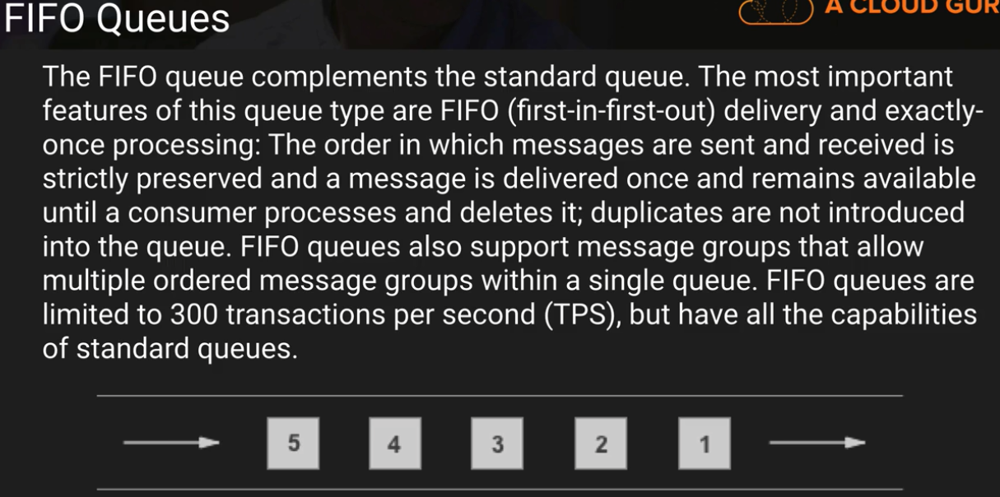 FIFO Queues
A CLOUD GUR
The FIFO queue complements the standard queue. The most important
features of this queue type are FIFO (first-in-first-out) delivery and exactly-
once processing: The order in which messages are sent and received is
strictly preserved and a message is delivered once and remains available
until a consumer processes and deletes it; duplicates are not introduced
into the queue. FIFO queues also support message groups that allow
multiple ordered message groups within a single queue. FIFO queues are
limited to 300 transactions per second (TPS), but have all the capabilities
of standard queues.
5 4 3 2 1